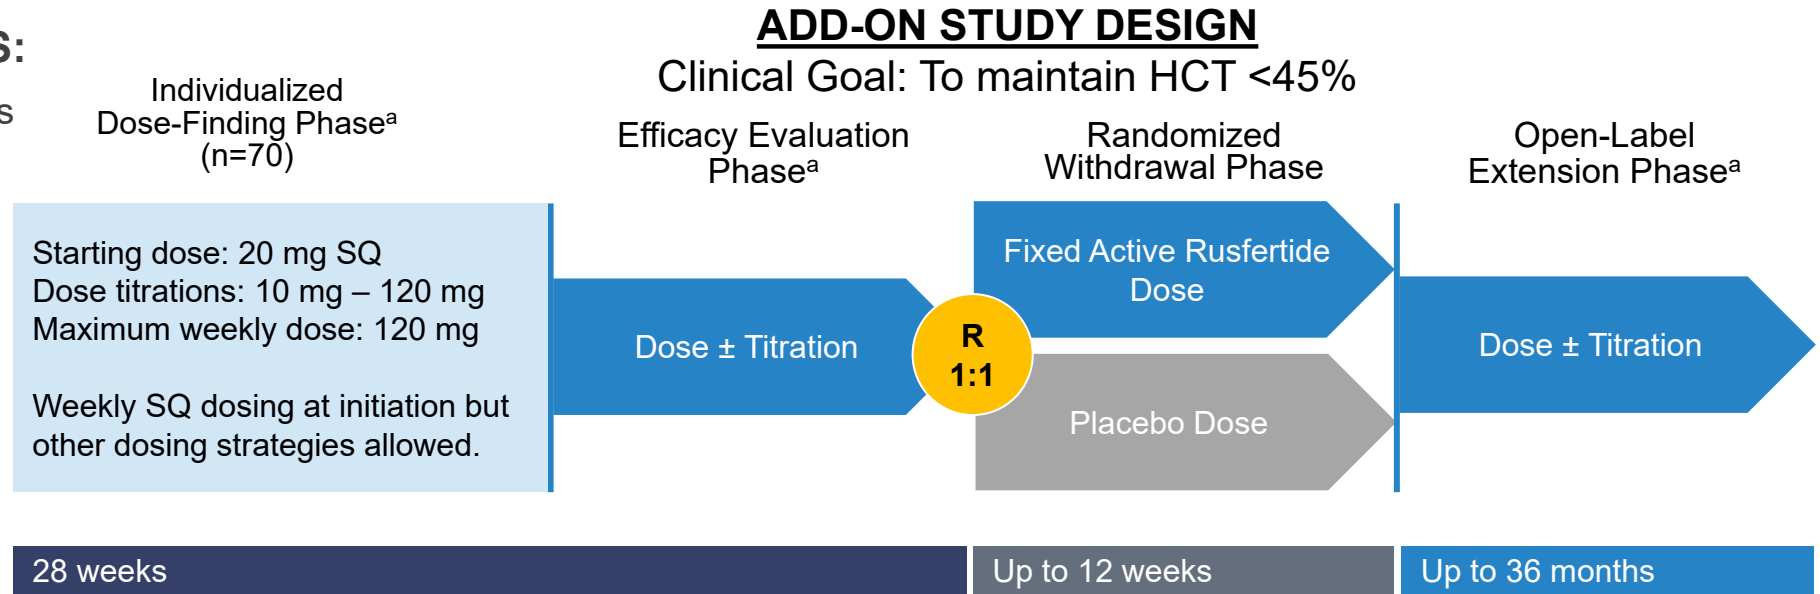 S:
s
ADD-ON STUDY DESIGN
Clinical Goal: To maintain HCT <45%
Individualized
Dose-Finding Phaseᵃ
(n=70)
Efficacy Evaluation
Phaseᵃ
Randomized
Withdrawal Phase
Open-Label
Extension Phaseᵃ
Starting dose: 20 mg SQ
Dose titrations: 10 mg – 120 mg
Maximum weekly dose: 120 mg
Weekly SQ dosing at initiation but
other dosing strategies allowed.
Dose ± Titration
R
1:1
Fixed Active Rusfertide
Dose
Placebo Dose
Dose ± Titration
28 weeks
Up to 12 weeks
Up to 36 months